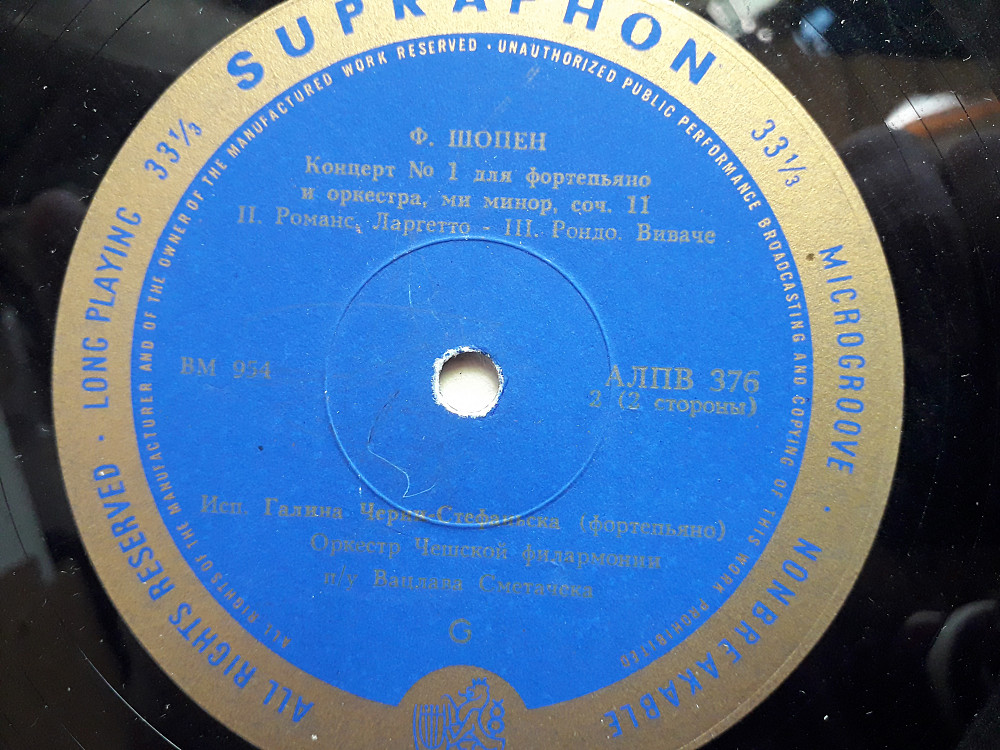 SUPRAPHON
33⅓
33⅓
ALL RIGHTS RESERVED · LONG PLAYING
MICROGROOVE · NONBREAKABLE
ALL RIGHTS OF THE MANUFACTURER AND OF THE OWNER OF THE MANUFACTURED WORK RESERVED · UNAUTHORIZED PUBLIC PERFORMANCE BROADCASTING AND COPYING OF THIS WORK PROHIBITED
Ф. ШОПЕН
Концерт No 1 для фортепьяно
и оркестра, ми минор, соч. 11
II. Романс, Ларгетто - III. Рондо. Виваче
ВМ 954
АЛПВ 376
2 (2 стороны)
Исп. Галина Черни-Стефаньска (фортепьяно)
Оркестр Чешской филармонии
п/у Вацлава Сметачека
G